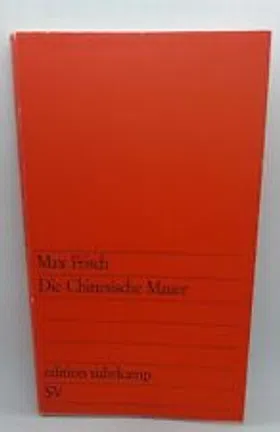 Max Frisch
Die Chinesische Mauer
edition suhrkamp
SV